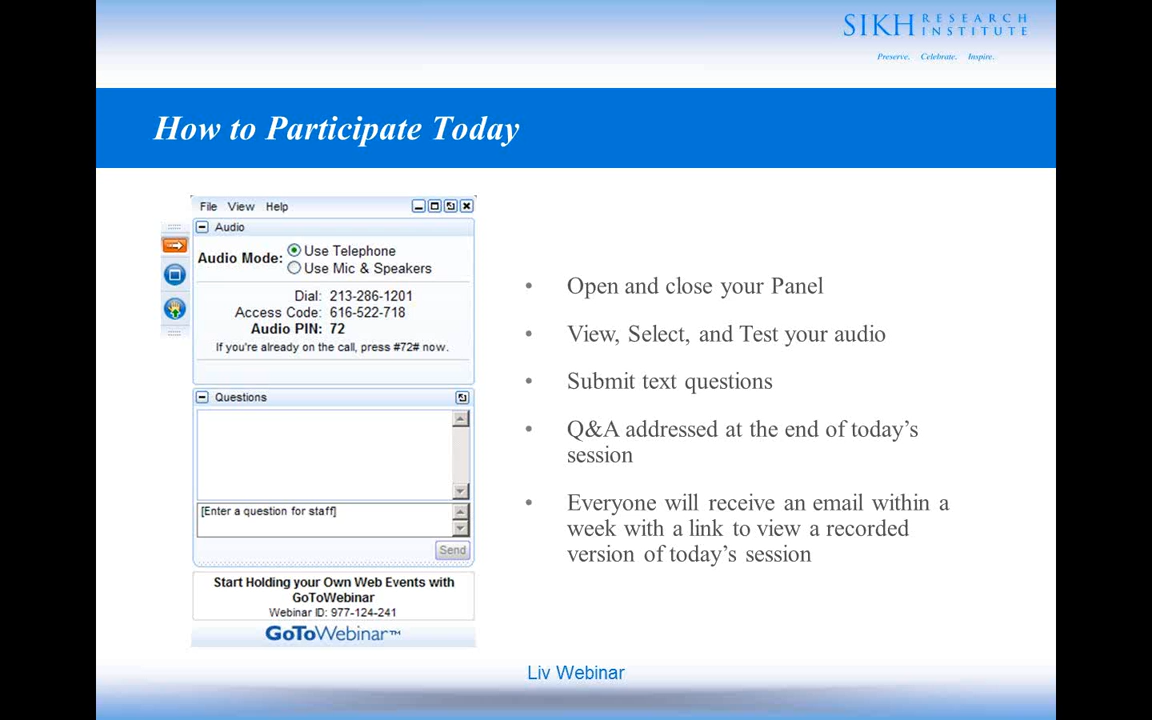 SIKH RESEARCH
INSTITUTE
Preserve. Celebrate. Inspire.
How to Participate Today
File View Help
Audio
Audio Mode: Use Telephone
Use Mic & Speakers
Dial: 213-286-1201
Access Code: 616-522-718
Audio PIN: 72
If you're already on the call, press #72# now.
Questions
[Enter a question for staff]
Send
Start Holding your Own Web Events with
GoToWebinar
Webinar ID: 977-124-241
GoToWebinar™
• Open and close your Panel
• View, Select, and Test your audio
• Submit text questions
• Q&A addressed at the end of today’s
session
• Everyone will receive an email within a
week with a link to view a recorded
version of today’s session
Liv Webinar